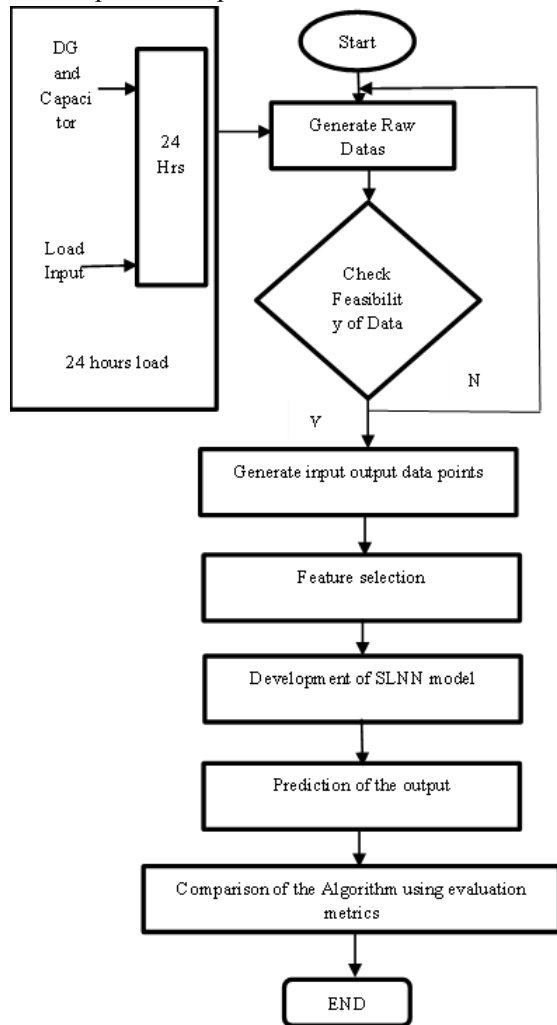 DG
and
Capaci
tor
24
Hrs
Load
Input
24 hours load
Start
Generate Raw
Datas
Check
Feasibilit
y of Data
N
Y
Generate input output data points
Feature selection
Development of SLNN model
Prediction of the output
Comparison of the Algorithm using evaluation
metrics
END